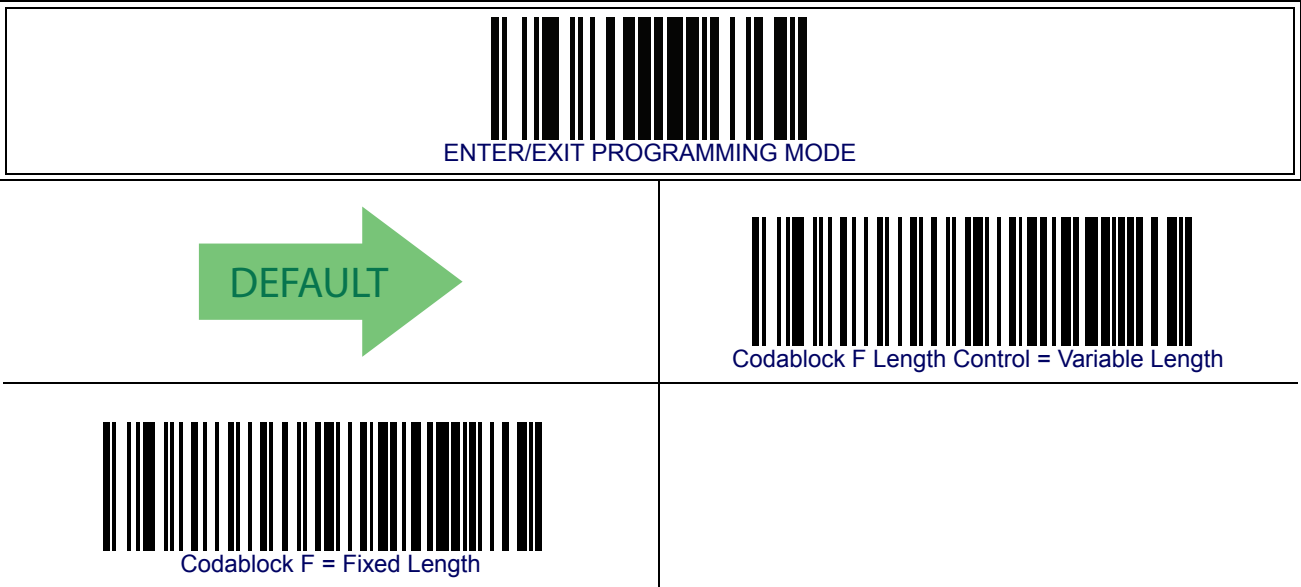 ENTER/EXIT PROGRAMMING MODE
DEFAULT
Codablock F Length Control = Variable Length
Codablock F = Fixed Length